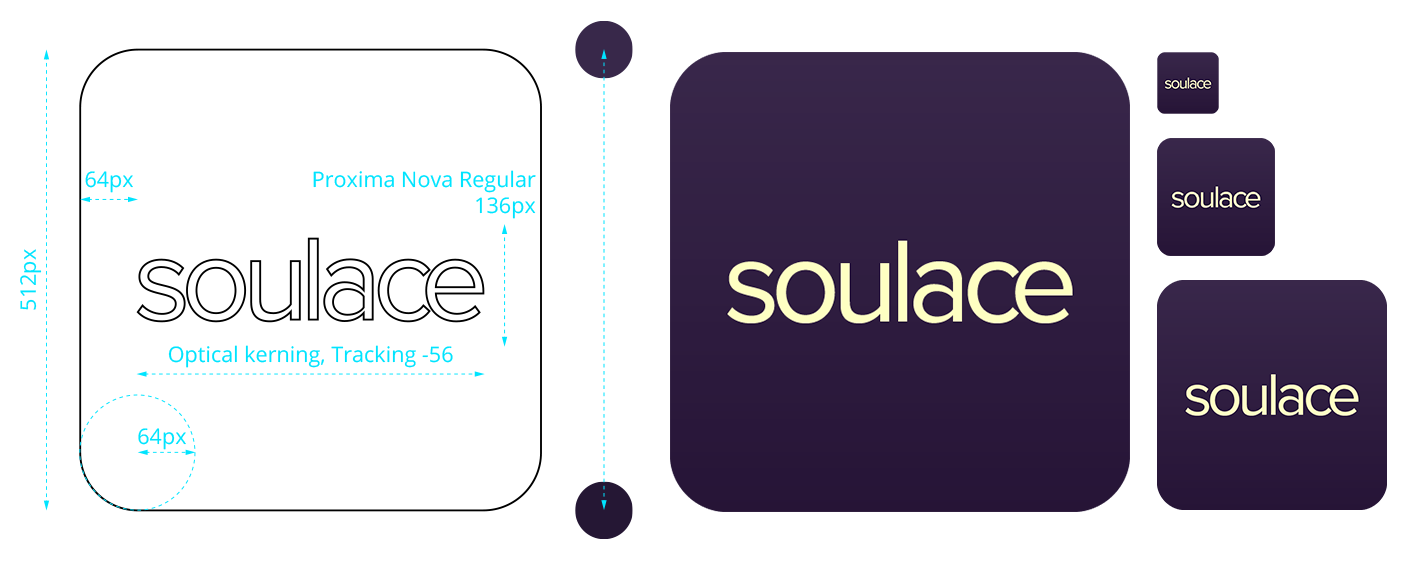 512px
64px
Proxima Nova Regular
136px
soulace
Optical kerning, Tracking -56
64px
soulace
soulace
soulace
soulace